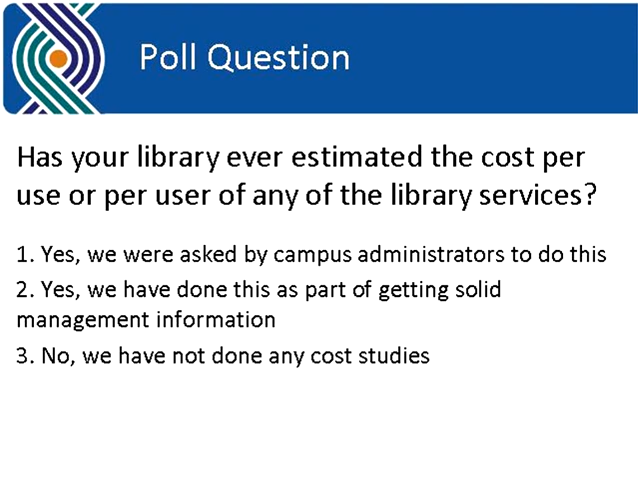 Poll Question
Has your library ever estimated the cost per
use or per user of any of the library services?
1. Yes, we were asked by campus administrators to do this
2. Yes, we have done this as part of getting solid
management information
3. No, we have not done any cost studies